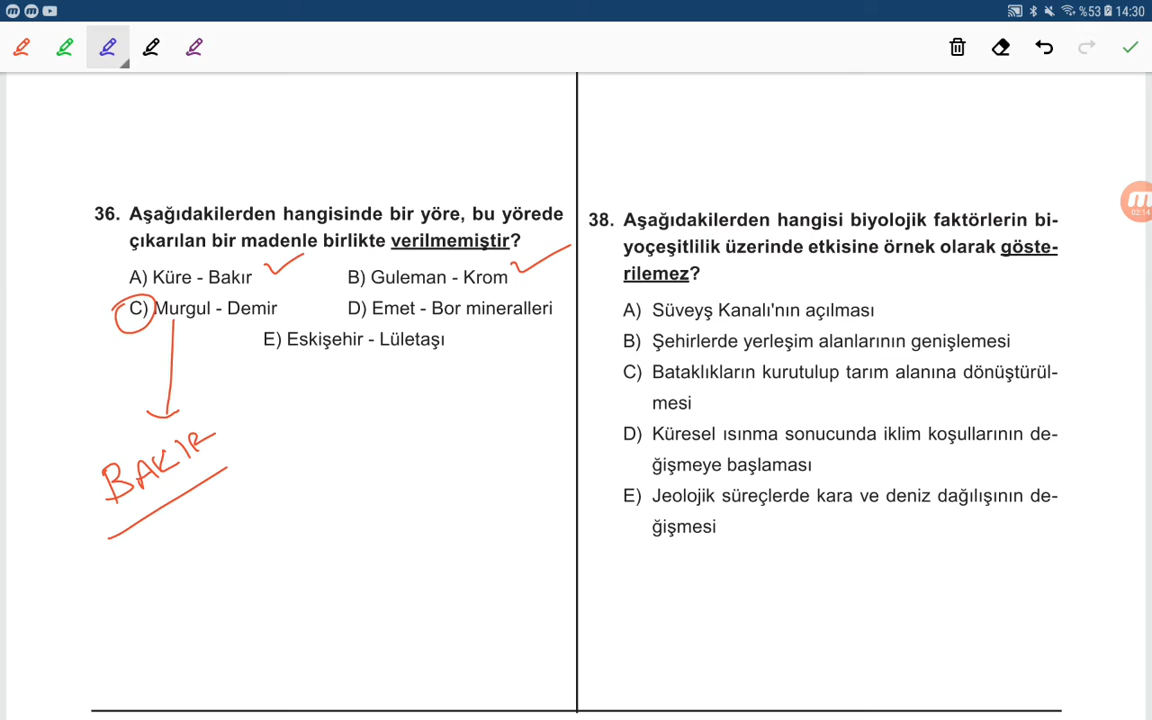 %53 14:30
02:14
36. Aşağıdakilerden hangisinde bir yöre, bu yörede
çıkarılan bir madenle birlikte verilmemiştir?
A) Küre - Bakır B) Guleman - Krom
C) Murgul - Demir D) Emet - Bor mineralleri
E) Eskişehir - Lületaşı
BAKIR
38. Aşağıdakilerden hangisi biyolojik faktörlerin bi-
yoçeşitlilik üzerinde etkisine örnek olarak göste-
rilemez?
A) Süveyş Kanalı'nın açılması
B) Şehirlerde yerleşim alanlarının genişlemesi
C) Bataklıkların kurutulup tarım alanına dönüştürül-
mesi
D) Küresel ısınma sonucunda iklim koşullarının de-
ğişmeye başlaması
E) Jeolojik süreçlerde kara ve deniz dağılışının de-
ğişmesi